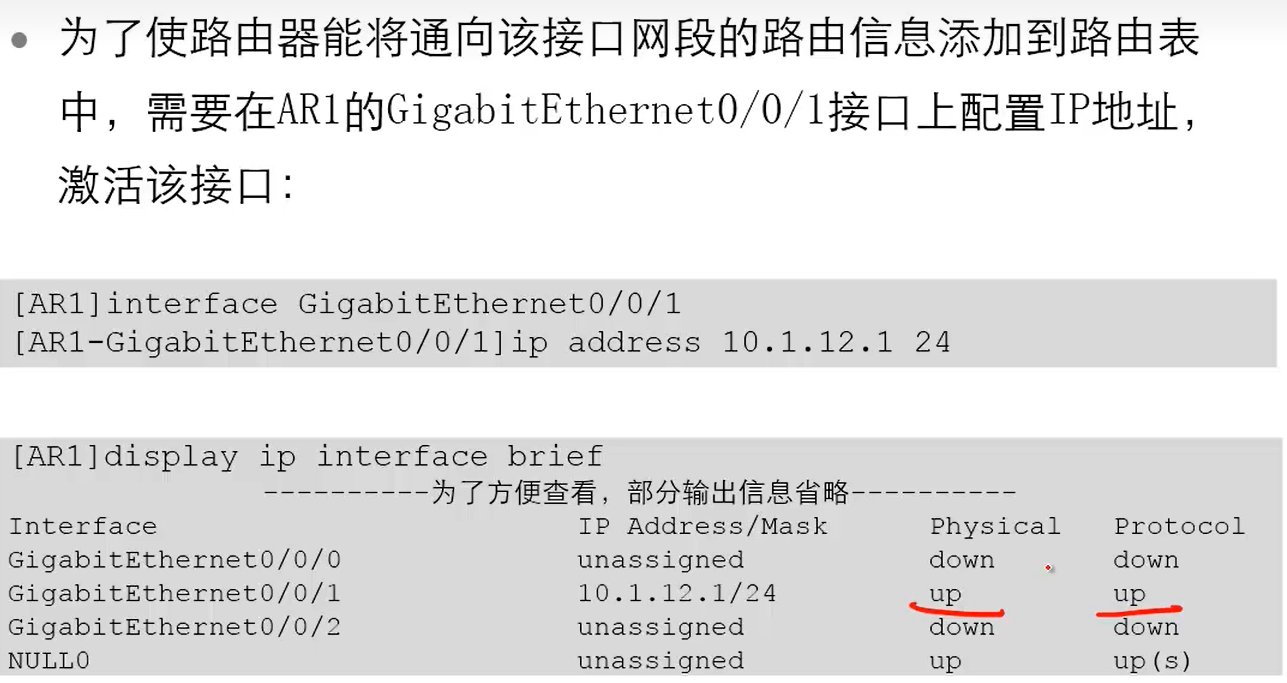 为了使路由器能将通向该接口网段的路由信息添加到路由表
中，需要在AR1的GigabitEthernet0/0/1接口上配置IP地址，
激活该接口：
[AR1]interface GigabitEthernet0/0/1
[AR1-GigabitEthernet0/0/1]ip address 10.1.12.1 24
[AR1]display ip interface brief
----------为了方便查看，部分输出信息省略----------
Interface IP Address/Mask Physical Protocol
GigabitEthernet0/0/0 unassigned down down
GigabitEthernet0/0/1 10.1.12.1/24 up up
GigabitEthernet0/0/2 unassigned down down
NULL0 unassigned up up(s)